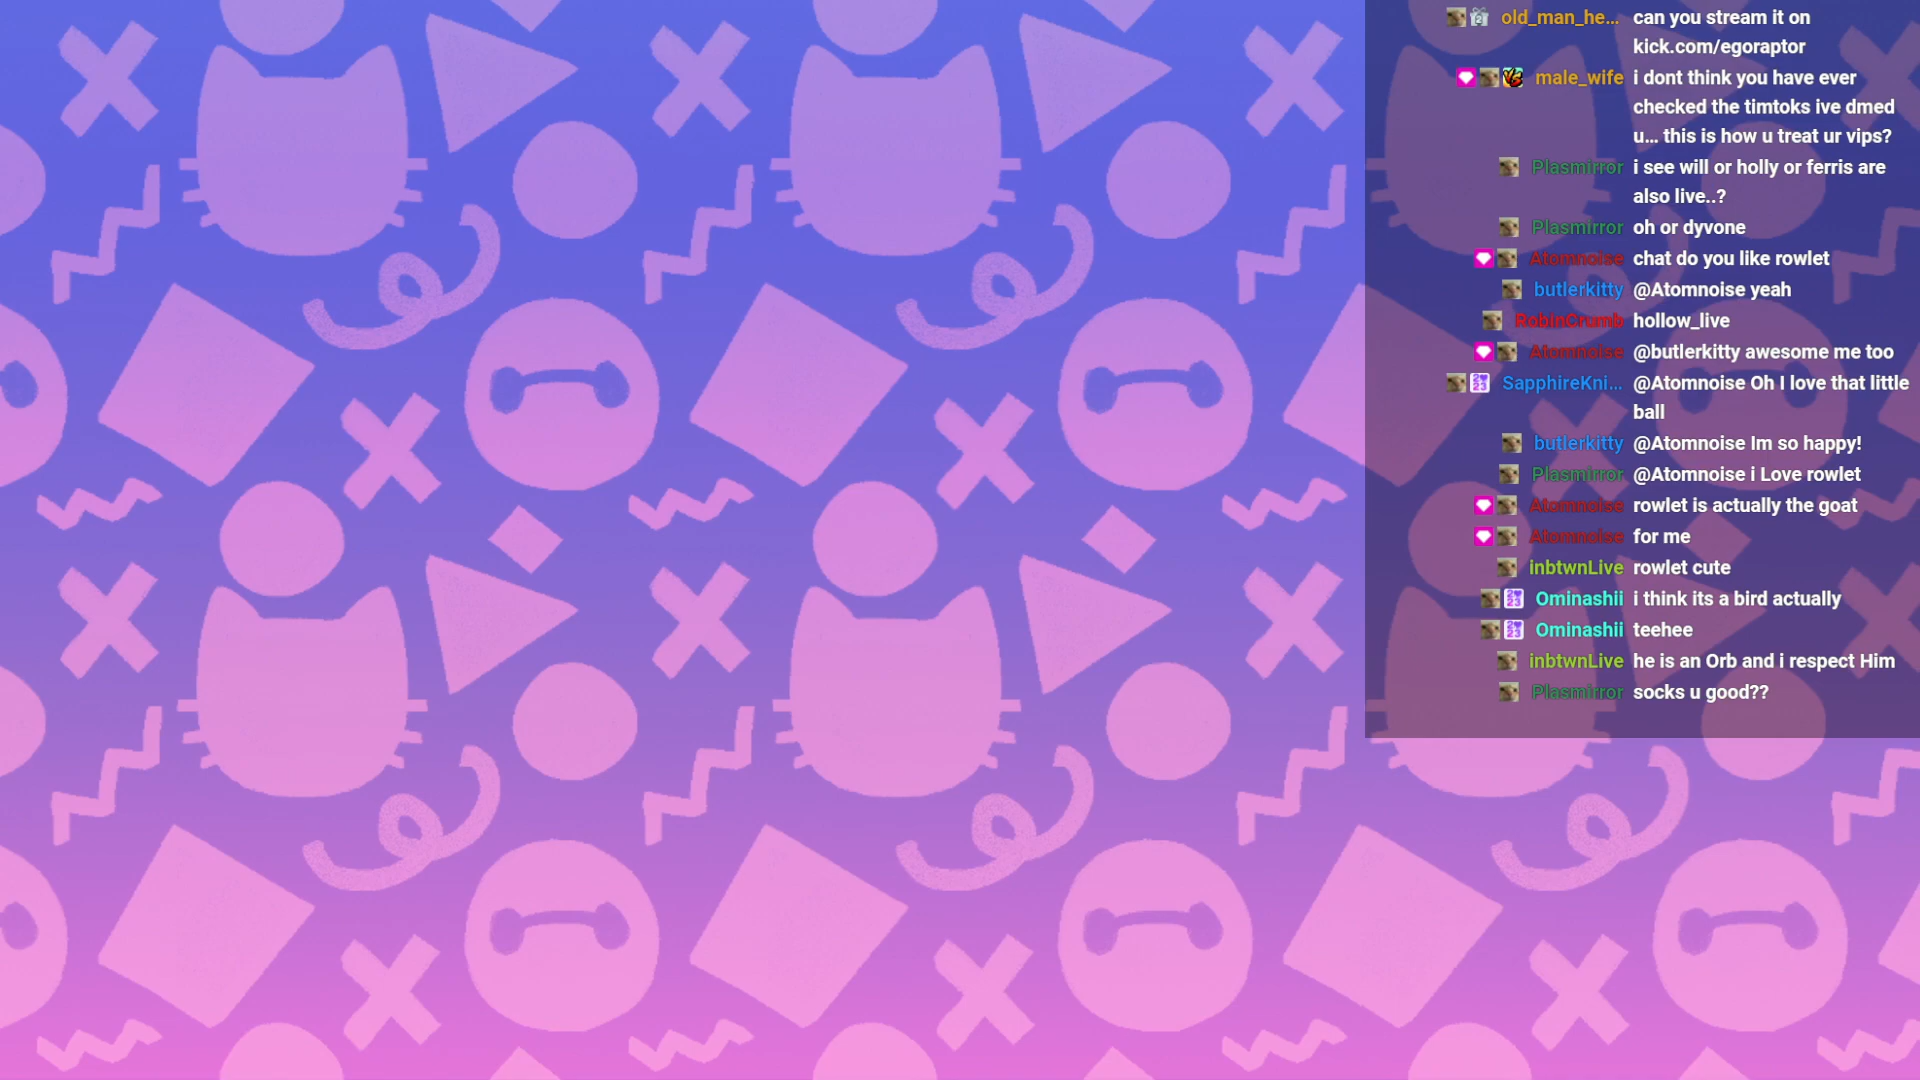 old_man_he... can you stream it on
kick.com/egoraptor
male_wife i dont think you have ever
checked the timtoks ive dmed
u... this is how u treat ur vips?
Plasmirror i see will or holly or ferris are
also live..?
Plasmirror oh or dyvone
Atomnoise chat do you like rowlet
butlerkitty @Atomnoise yeah
RobinCrumb hollow_live
Atomnoise @butlerkitty awesome me too
SapphireKni... @Atomnoise Oh I love that little
ball
butlerkitty @Atomnoise Im so happy!
Plasmirror @Atomnoise i Love rowlet
Atomnoise rowlet is actually the goat
Atomnoise for me
inbtwnLive rowlet cute
Ominashii i think its a bird actually
Ominashii teehee
inbtwnLive he is an Orb and i respect Him
Plasmirror socks u good??